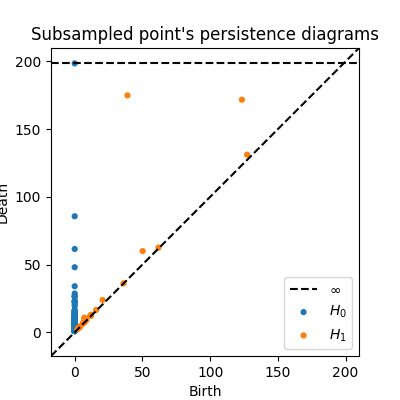 Subsampled point's persistence diagrams
200
150
100
50
0
Death
∞
H₀
H₁
0 50 100 150 200
Birth